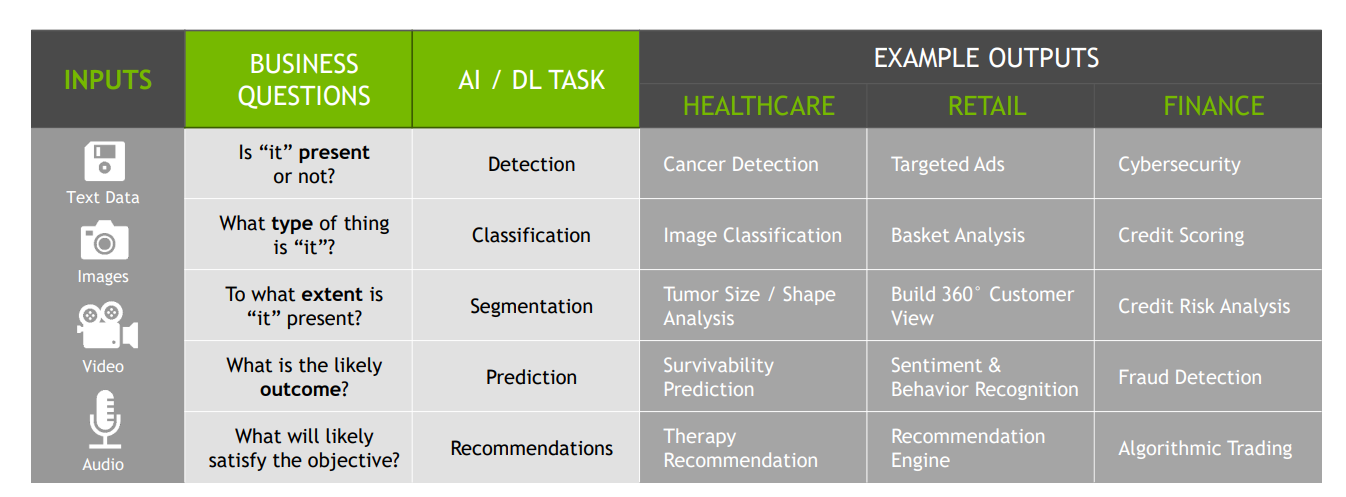 INPUTS
BUSINESS
QUESTIONS
AI / DL TASK
EXAMPLE OUTPUTS
HEALTHCARE
RETAIL
FINANCE
Text Data
Images
Video
Audio
Is “it” present
or not?
Detection
Cancer Detection
Targeted Ads
Cybersecurity
What type of thing
is “it”?
Classification
Image Classification
Basket Analysis
Credit Scoring
To what extent is
“it” present?
Segmentation
Tumor Size / Shape
Analysis
Build 360° Customer
View
Credit Risk Analysis
What is the likely
outcome?
Prediction
Survivability
Prediction
Sentiment &
Behavior Recognition
Fraud Detection
What will likely
satisfy the objective?
Recommendations
Therapy
Recommendation
Recommendation
Engine
Algorithmic Trading